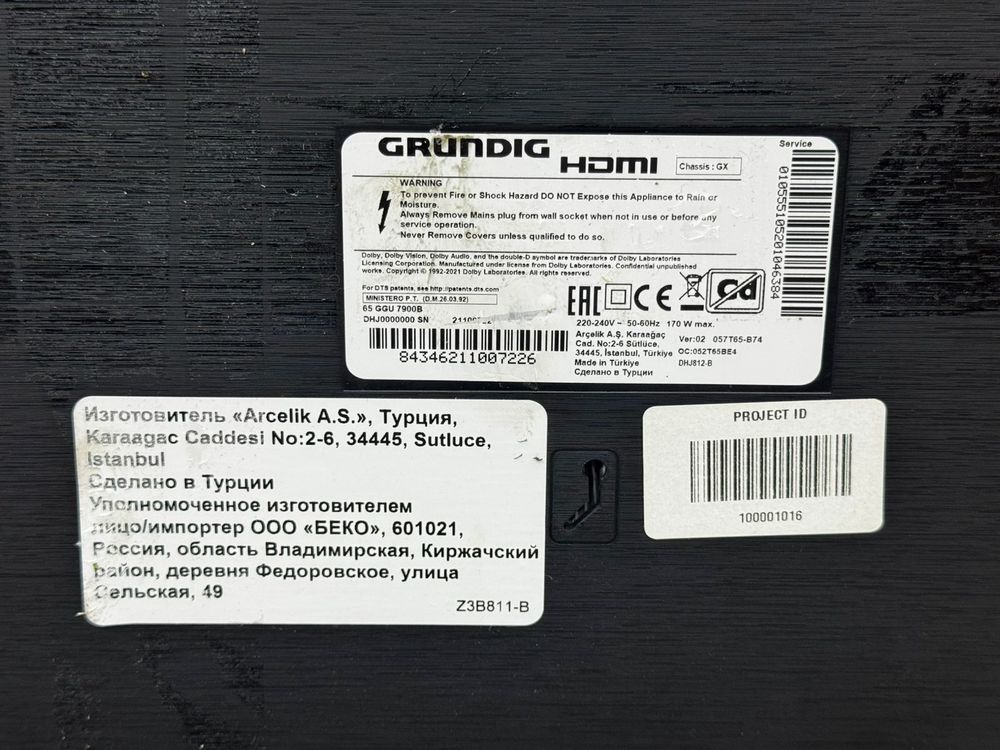 GRUNDIG
HDMI
Chassis : GX
Service
010555105201046384
WARNING
To prevent Fire or Shock Hazard DO NOT Expose this Appliance to Rain or
Moisture.
Always Remove Mains plug from wall socket when not in use or before any
service operation.
Never Remove Covers unless qualified to do so.
Dolby, Dolby Vision, Dolby Audio, and the double-D symbol are trademarks of Dolby Laboratories
Licensing Corporation. Manufactured under license from Dolby Laboratories. Confidential unpublished
works. Copyright © 1992-2021 Dolby Laboratories. All rights reserved.
For DTS patents, see http://patents.dts.com
MINISTERO P.T. (D.M.26.03.92)
65 GGU 7900B
DHJ0000000 SN
84346211007226
EAC CE Cd
220-240V ~ 50-60Hz 170 W max.
Arçelik A.Ş. Karaağaç
Cad. No:2-6 Sütlüce,
34445, İstanbul, Türkiye
Made in Türkiye
Сделано в Турции
Ver:02 057T65-B74
OC:052T65BE4
DHJ812-B
Изготовитель «Arcelik A.S.», Турция,
Karaagac Caddesi No:2-6, 34445, Sutluce,
Istanbul
Сделано в Турции
Уполномоченное изготовителем
лицо/импортер ООО «БЕКО», 601021,
Россия, область Владимирская, Киржачский
район, деревня Федоровское, улица
Сельская, 49
Z3B811-B
PROJECT ID
100001016